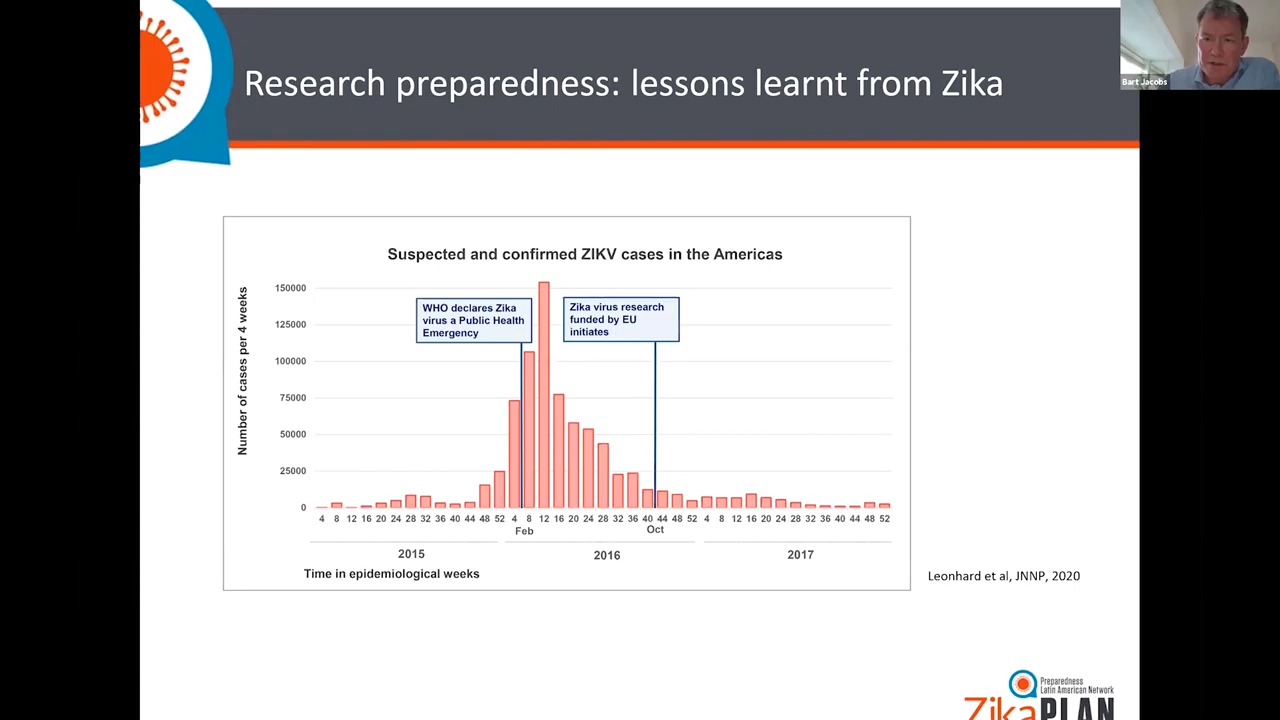 Bart Jacobs
Research preparedness: lessons learnt from Zika
Suspected and confirmed ZIKV cases in the Americas
Number of cases per 4 weeks
150000
125000
100000
75000
50000
25000
0
WHO declares Zika
virus a Public Health
Emergency
Zika virus research
funded by EU
initiates
4 8 12 16 20 24 28 32 36 40 44 48 52 4 8 12 16 20 24 28 32 36 40 44 48 52 4 8 12 16 20 24 28 32 36 40 44 48 52
Feb Oct
2015 2016 2017
Time in epidemiological weeks
Leonhard et al, JNNP, 2020
Preparedness
Latin American Network
ZikaPLAN